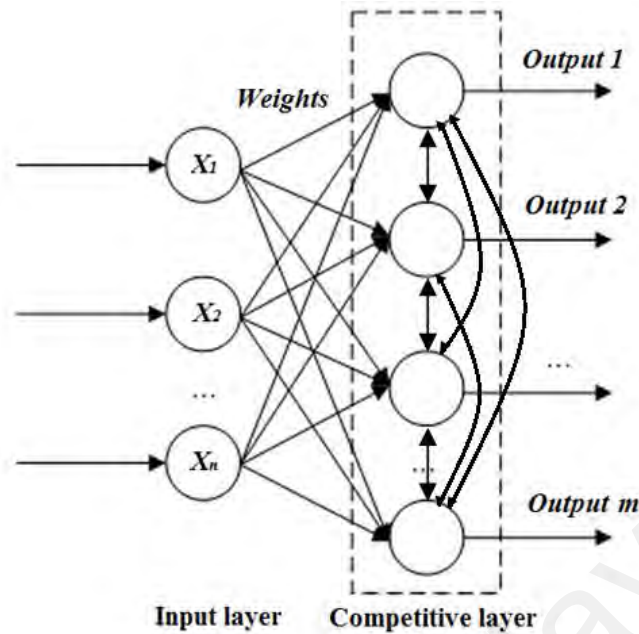 Output 1
Weights
X1
Output 2
X2
...
...
Xn
...
Output m
Input layer Competitive layer